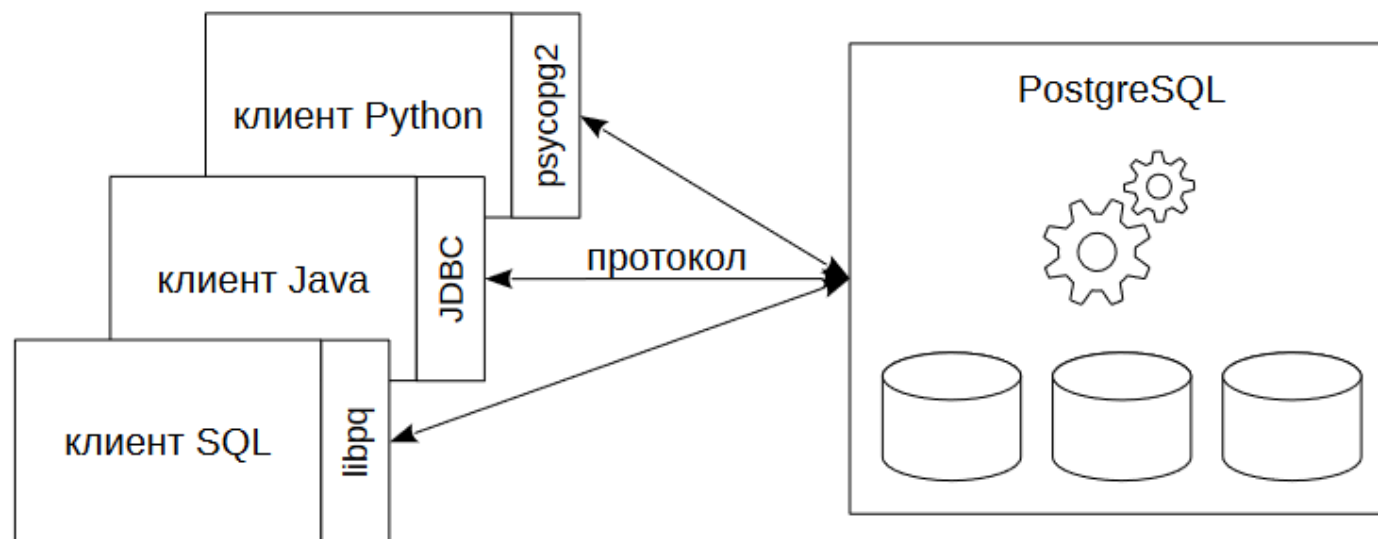 клиент Python
psycopg2
PostgreSQL
клиент Java
JDBC
протокол
клиент SQL
libpq